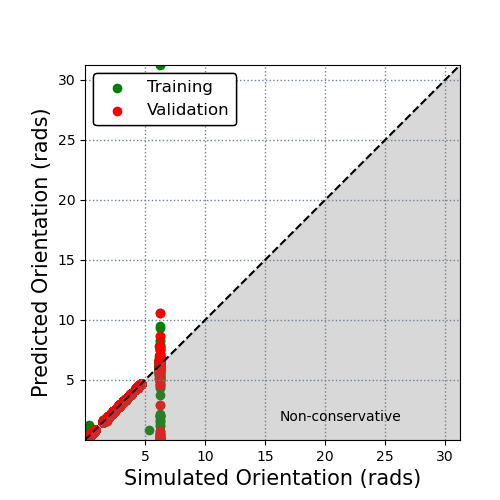 Training
Validation
Predicted Orientation (rads)
30
25
20
15
10
5
Non-conservative
5 10 15 20 25 30
Simulated Orientation (rads)